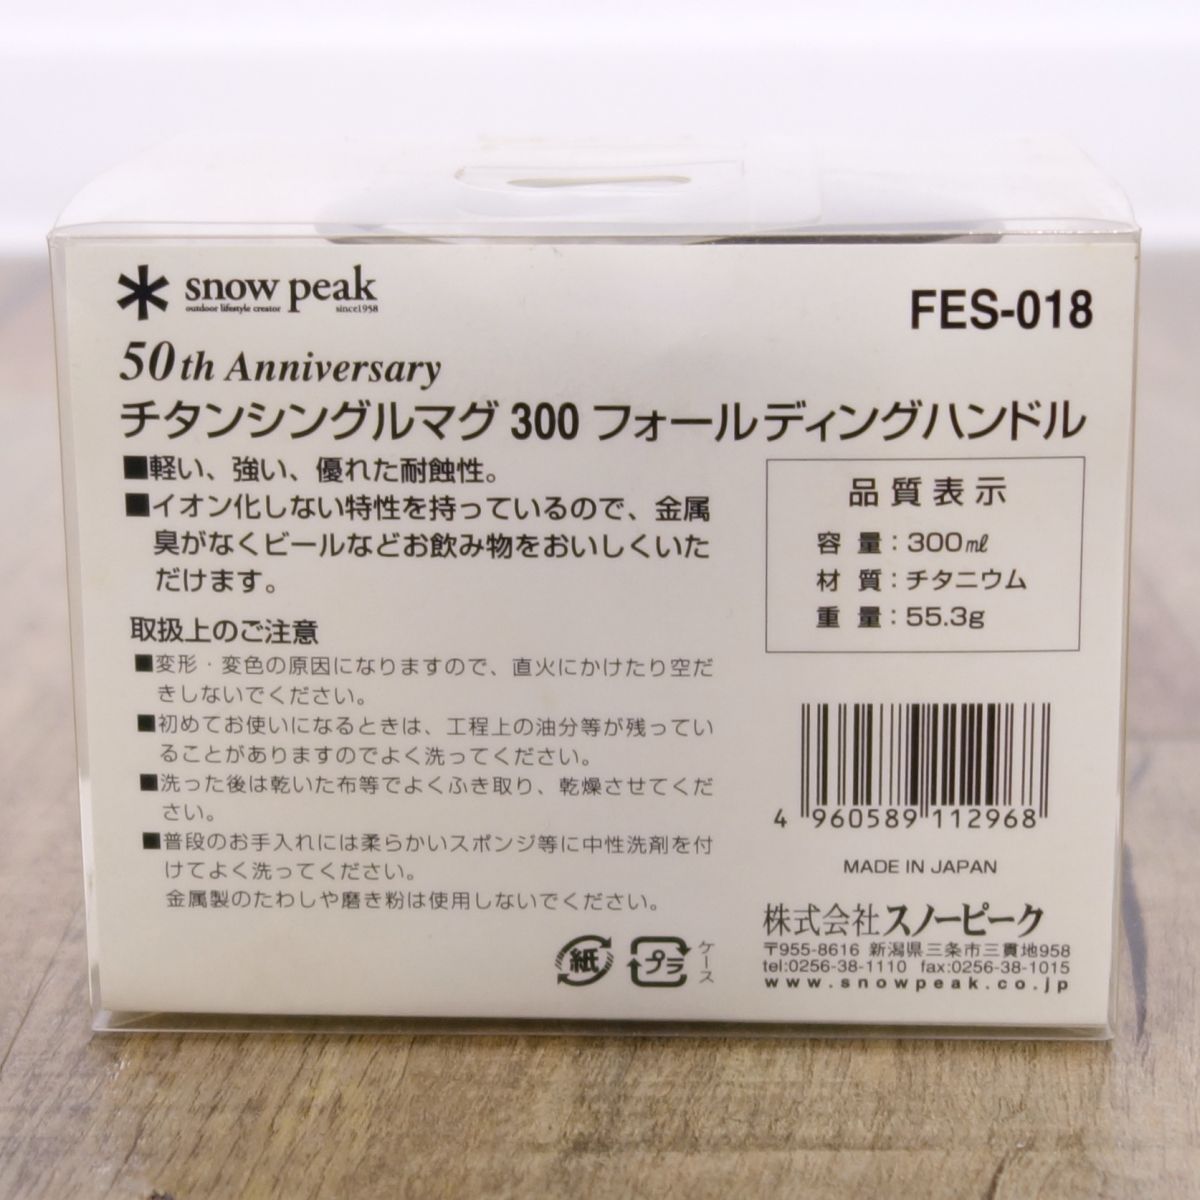 snow peak
outdoor lifestyle creator since1958
FES-018
50th Anniversary
チタンシングルマグ 300 フォールディングハンドル
■軽い、強い、優れた耐蝕性。
■イオン化しない特性を持っているので、金属
臭がなくビールなどお飲み物をおいしくいた
だけます。
取扱上のご注意
■変形・変色の原因になりますので、直火にかけたり空だ
きしないでください。
■初めてお使いになるときは、工程上の油分等が残ってい
ることがありますのでよく洗ってください。
■洗った後は乾いた布等でよくふき取り、乾燥させてくだ
さい。
■普段のお手入れには柔らかいスポンジ等に中性洗剤を付
けてよく洗ってください。
金属製のたわしや磨き粉は使用しないでください。
紙
プラ
ケース
品質表示
容量：300㎖
材質：チタニウム
重量：55.3g
4 960589 112968
MADE IN JAPAN
株式会社スノーピーク
〒955-8616 新潟県三条市三貫地958
tel:0256-38-1110 fax:0256-38-1015
www.snowpeak.co.jp